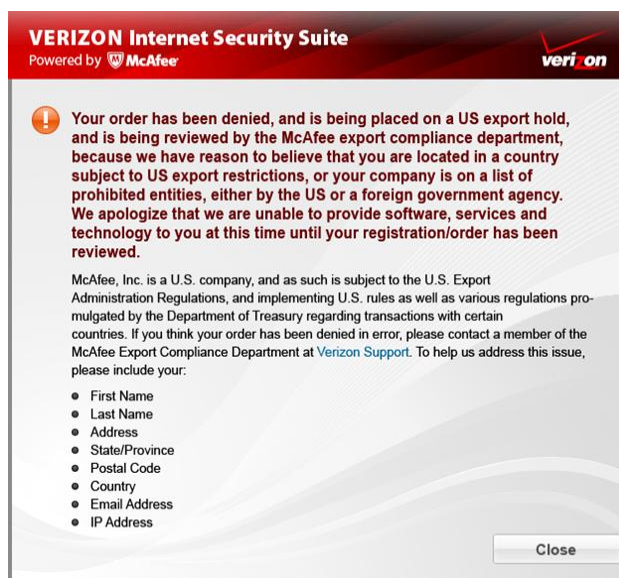 VERIZON Internet Security Suite
Powered by McAfee
verizon
Your order has been denied, and is being placed on a US export hold,
and is being reviewed by the McAfee export compliance department,
because we have reason to believe that you are located in a country
subject to US export restrictions, or your company is on a list of
prohibited entities, either by the US or a foreign government agency.
We apologize that we are unable to provide software, services and
technology to you at this time until your registration/order has been
reviewed.
McAfee, Inc. is a U.S. company, and as such is subject to the U.S. Export
Administration Regulations, and implementing U.S. rules as well as various regulations pro-
mulgated by the Department of Treasury regarding transactions with certain
countries. If you think your order has been denied in error, please contact a member of the
McAfee Export Compliance Department at Verizon Support. To help us address this issue,
please include your:
First Name
Last Name
Address
State/Province
Postal Code
Country
Email Address
IP Address
Close